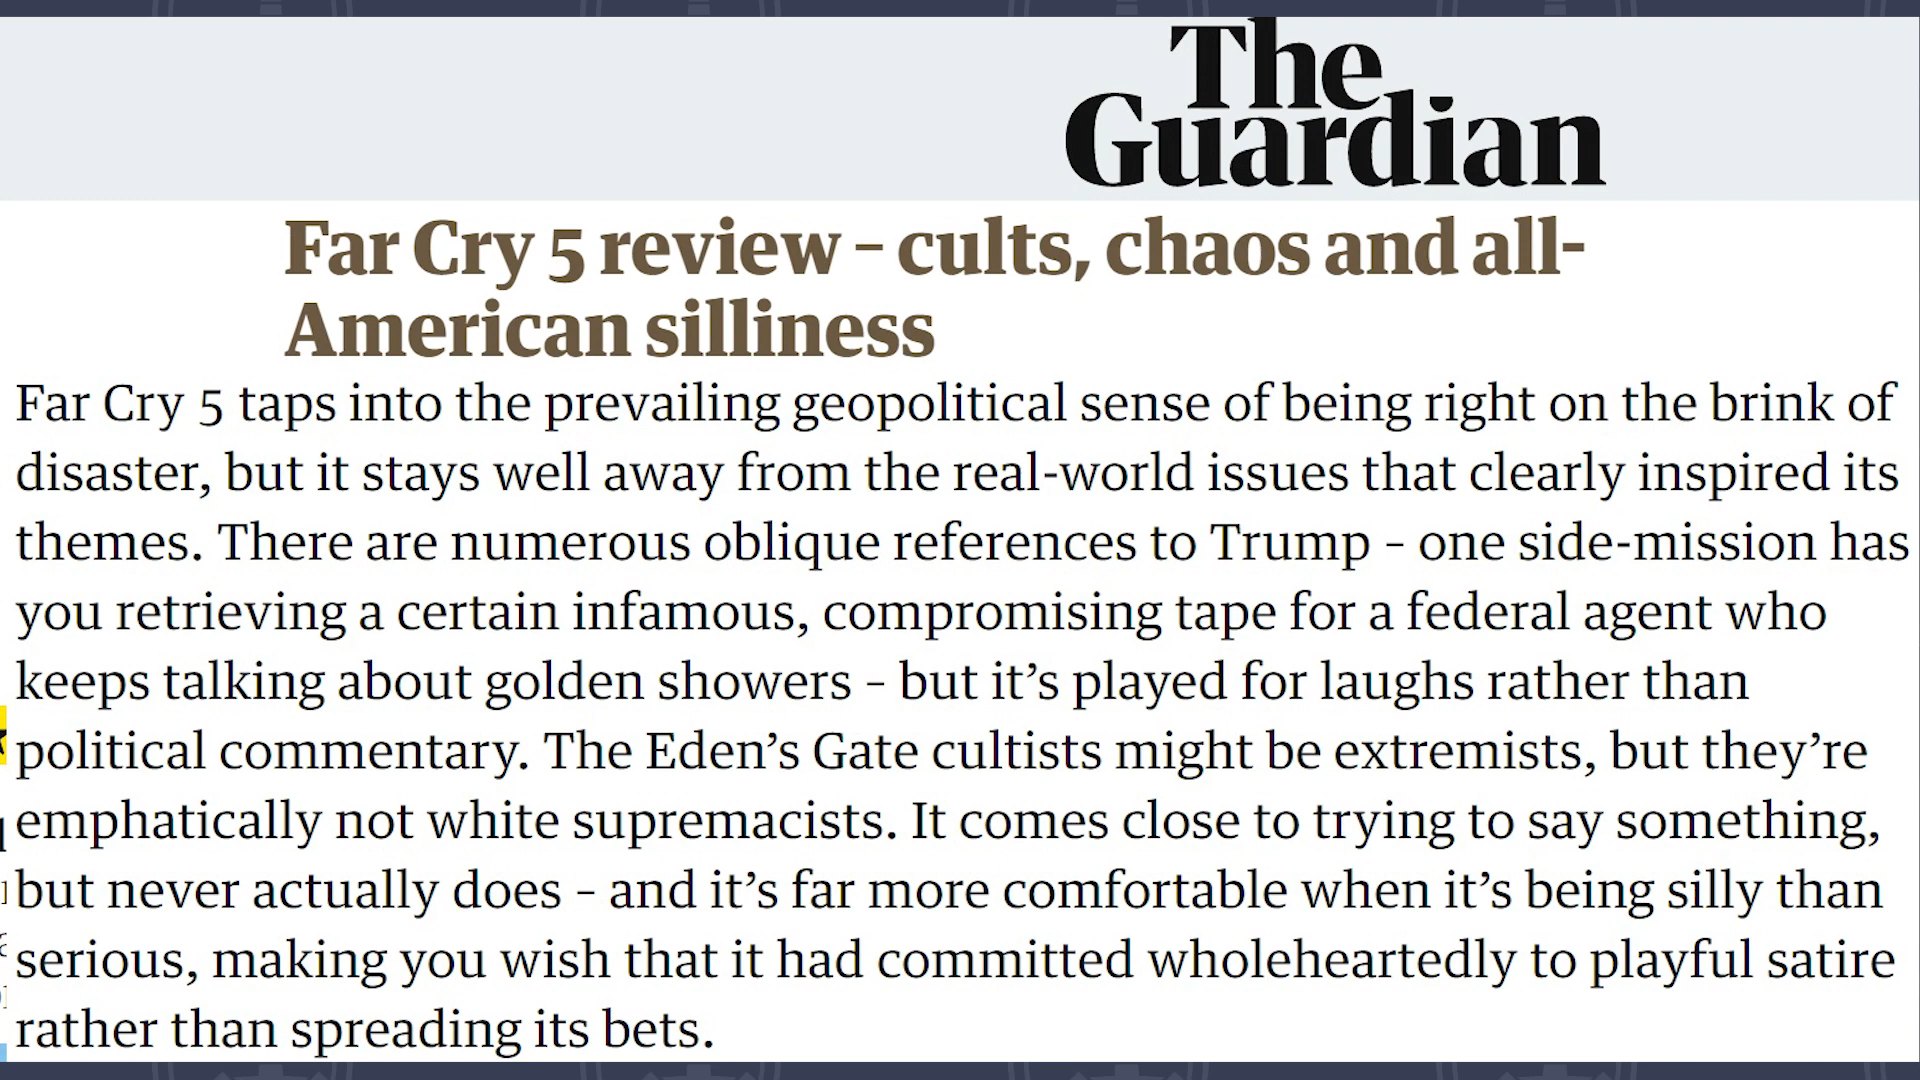 The
Guardian
Far Cry 5 review – cults, chaos and all-
American silliness
Far Cry 5 taps into the prevailing geopolitical sense of being right on the brink of
disaster, but it stays well away from the real-world issues that clearly inspired its
themes. There are numerous oblique references to Trump – one side-mission has
you retrieving a certain infamous, compromising tape for a federal agent who
keeps talking about golden showers – but it’s played for laughs rather than
political commentary. The Eden’s Gate cultists might be extremists, but they’re
emphatically not white supremacists. It comes close to trying to say something,
but never actually does – and it’s far more comfortable when it’s being silly than
serious, making you wish that it had committed wholeheartedly to playful satire
rather than spreading its bets.